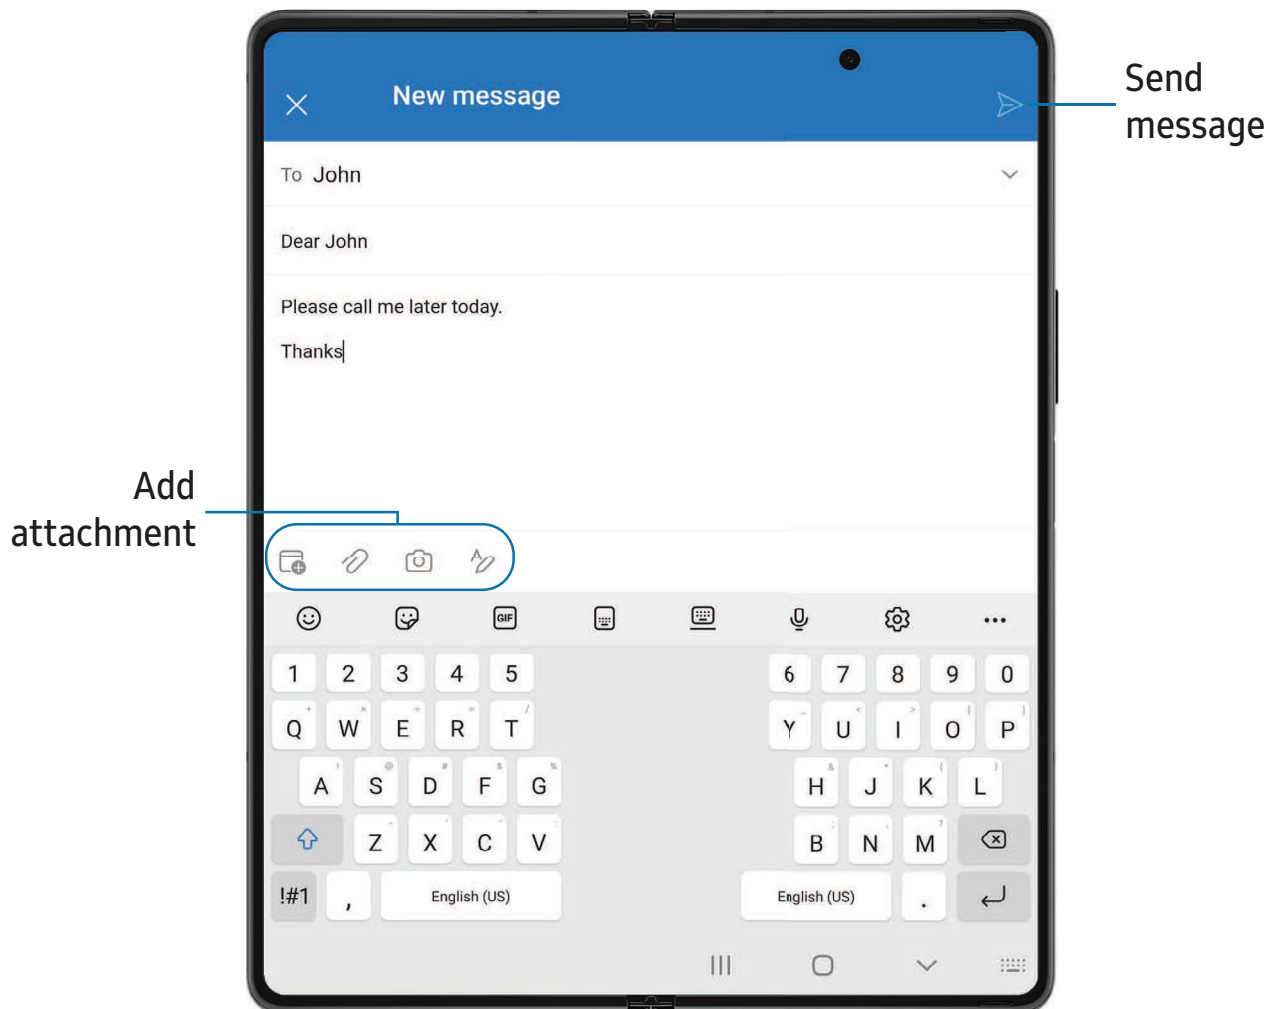 New message
Send
message
To John
Dear John
Please call me later today.
Thanks
Add
attachment
GIF
1 2 3 4 5 6 7 8 9 0
Q W E R T Y U I O P
A S D F G H J K L
Z X C V B N M
!#1 , English (US) English (US) .